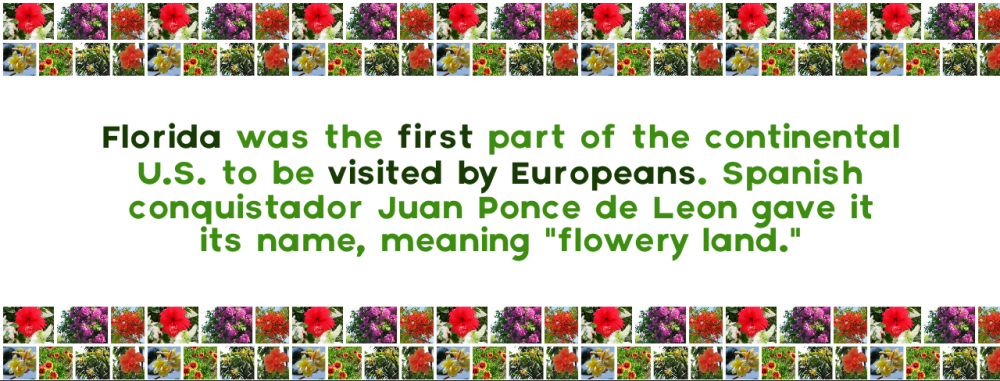 Florida was the first part of the continental
U.S. to be visited by Europeans. Spanish
conquistador Juan Ponce de Leon gave it
its name, meaning "flowery land."